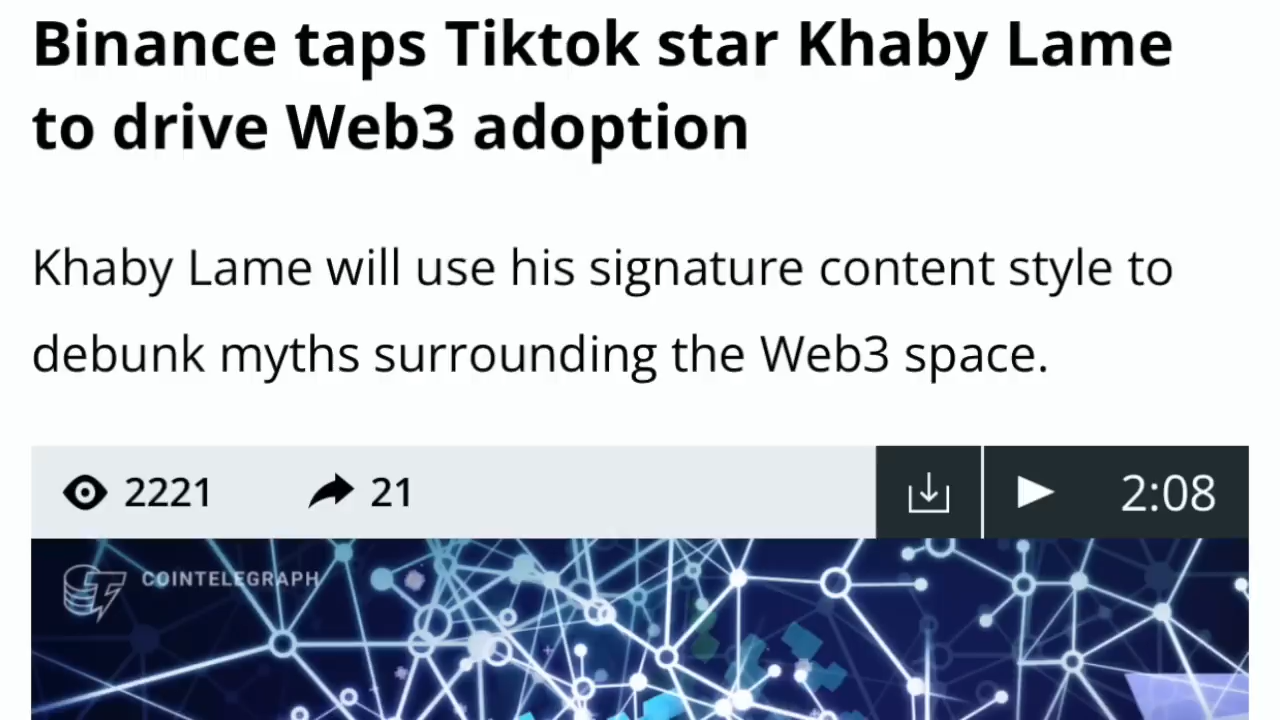 Binance taps Tiktok star Khaby Lame
to drive Web3 adoption
Khaby Lame will use his signature content style to
debunk myths surrounding the Web3 space.
2221 21 2:08
COINTELEGRAPH